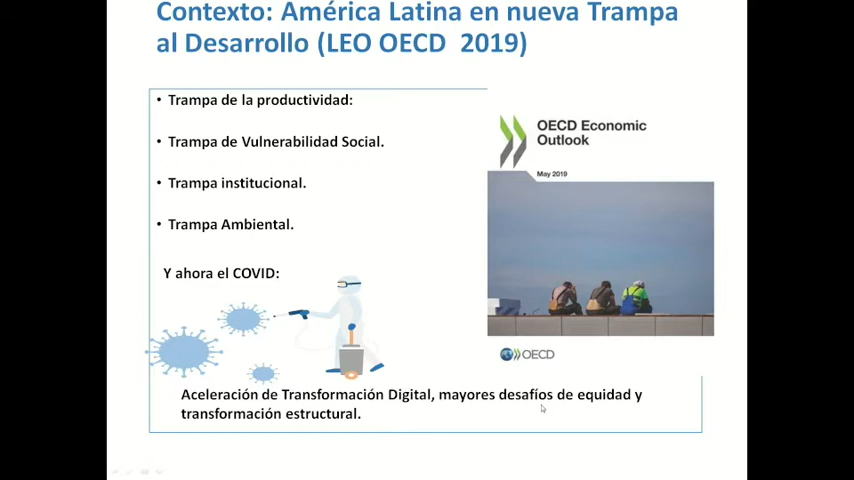 Contexto: América Latina en nueva Trampa
al Desarrollo (LEO OECD 2019)
• Trampa de la productividad:
• Trampa de Vulnerabilidad Social.
• Trampa institucional.
• Trampa Ambiental.
Y ahora el COVID:
OECD Economic
Outlook
May 2019
OECD
Aceleración de Transformación Digital, mayores desafíos de equidad y
transformación estructural.